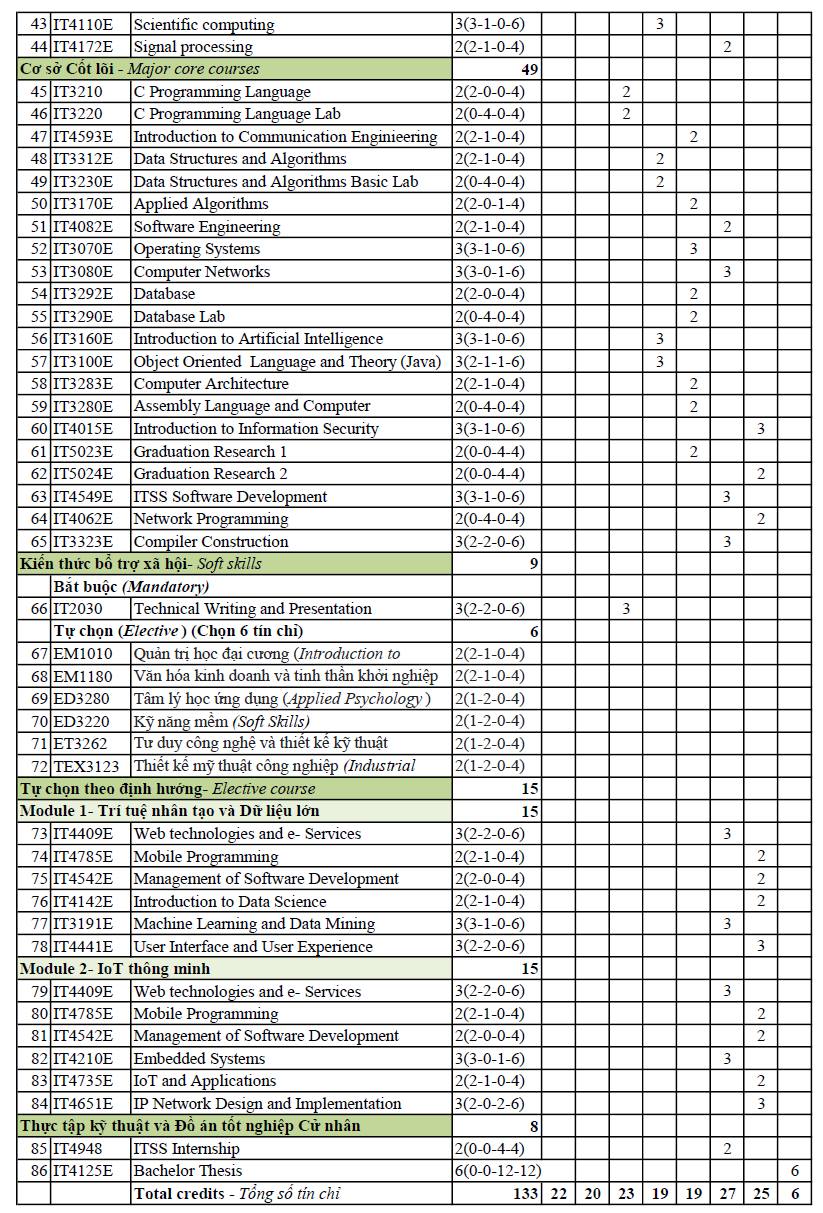 43 IT4110E Scientific computing 3(3-1-0-6) 3
44 IT4172E Signal processing 2(2-1-0-4) 2
Cơ sở Cốt lõi - Major core courses 49
45 IT3210 C Programming Language 2(2-0-0-4) 2
46 IT3220 C Programming Language Lab 2(0-4-0-4) 2
47 IT4593E Introduction to Communication Enginieering 2(2-1-0-4) 2
48 IT3312E Data Structures and Algorithms 2(2-1-0-4) 2
49 IT3230E Data Structures and Algorithms Basic Lab 2(0-4-0-4) 2
50 IT3170E Applied Algorithms 2(2-0-1-4) 2
51 IT4082E Software Engineering 2(2-1-0-4) 2
52 IT3070E Operating Systems 3(3-1-0-6) 3
53 IT3080E Computer Networks 3(3-0-1-6) 3
54 IT3292E Database 2(2-0-0-4) 2
55 IT3290E Database Lab 2(0-4-0-4) 2
56 IT3160E Introduction to Artificial Intelligence 3(3-1-0-6) 3
57 IT3100E Object Oriented Language and Theory (Java) 3(2-1-1-6) 3
58 IT3283E Computer Architecture 2(2-1-0-4) 2
59 IT3280E Assembly Language and Computer 2(0-4-0-4) 2
60 IT4015E Introduction to Information Security 3(3-1-0-6) 3
61 IT5023E Graduation Research 1 2(0-0-4-4) 2
62 IT5024E Graduation Research 2 2(0-0-4-4) 2
63 IT4549E ITSS Software Development 3(3-1-0-6) 3
64 IT4062E Network Programming 2(0-4-0-4) 2
65 IT3323E Compiler Construction 3(2-2-0-6) 3
Kiến thức bổ trợ xã hội- Soft skills 9
Bắt buộc (Mandatory)
66 IT2030 Technical Writing and Presentation 3(2-2-0-6) 3
Tự chọn (Elective ) (Chọn 6 tín chỉ) 6
67 EM1010 Quản trị học đại cương (Introduction to 2(2-1-0-4)
68 EM1180 Văn hóa kinh doanh và tinh thần khởi nghiệp 2(2-1-0-4)
69 ED3280 Tâm lý học ứng dụng (Applied Psychology ) 2(1-2-0-4)
70 ED3220 Kỹ năng mềm (Soft Skills) 2(1-2-0-4)
71 ET3262 Tư duy công nghệ và thiết kế kỹ thuật 2(1-2-0-4)
72 TEX3123 Thiết kế mỹ thuật công nghiệp (Industrial 2(1-2-0-4)
Tự chọn theo định hướng- Elective course 15
Module 1- Trí tuệ nhân tạo và Dữ liệu lớn 15
73 IT4409E Web technologies and e- Services 3(2-2-0-6) 3
74 IT4785E Mobile Programming 2(2-1-0-4) 2
75 IT4542E Management of Software Development 2(2-0-0-4) 2
76 IT4142E Introduction to Data Science 2(2-1-0-4) 2
77 IT3191E Machine Learning and Data Mining 3(3-1-0-6) 3
78 IT4441E User Interface and User Experience 3(2-2-0-6) 3
Module 2- IoT thông minh 15
79 IT4409E Web technologies and e- Services 3(2-2-0-6) 3
80 IT4785E Mobile Programming 2(2-1-0-4) 2
81 IT4542E Management of Software Development 2(2-0-0-4) 2
82 IT4210E Embedded Systems 3(3-0-1-6) 3
83 IT4735E IoT and Applications 2(2-1-0-4) 2
84 IT4651E IP Network Design and Implementation 3(2-0-2-6) 3
Thực tập kỹ thuật và Đồ án tốt nghiệp Cử nhân 8
85 IT4948 ITSS Internship 2(0-0-4-4) 2
86 IT4125E Bachelor Thesis 6(0-0-12-12) 6
Total credits - Tổng số tín chỉ 133 22 20 23 19 19 27 25 6